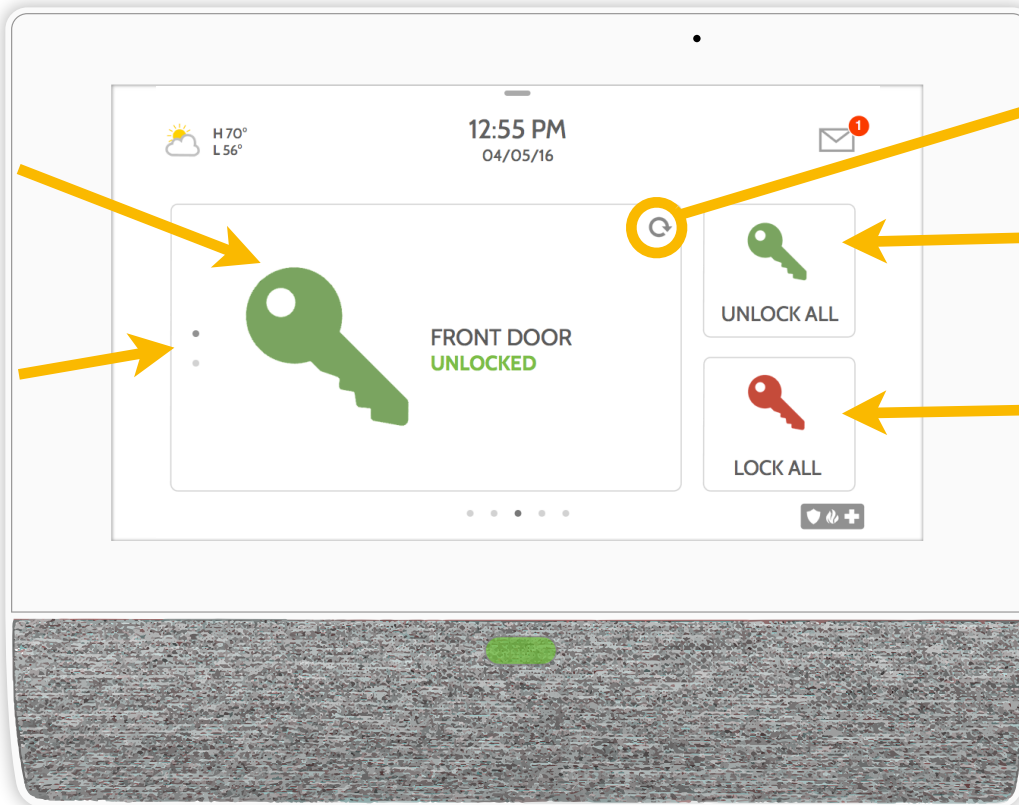 H 70°
L 56°
12:55 PM
04/05/16
1
FRONT DOOR
UNLOCKED
UNLOCK ALL
LOCK ALL